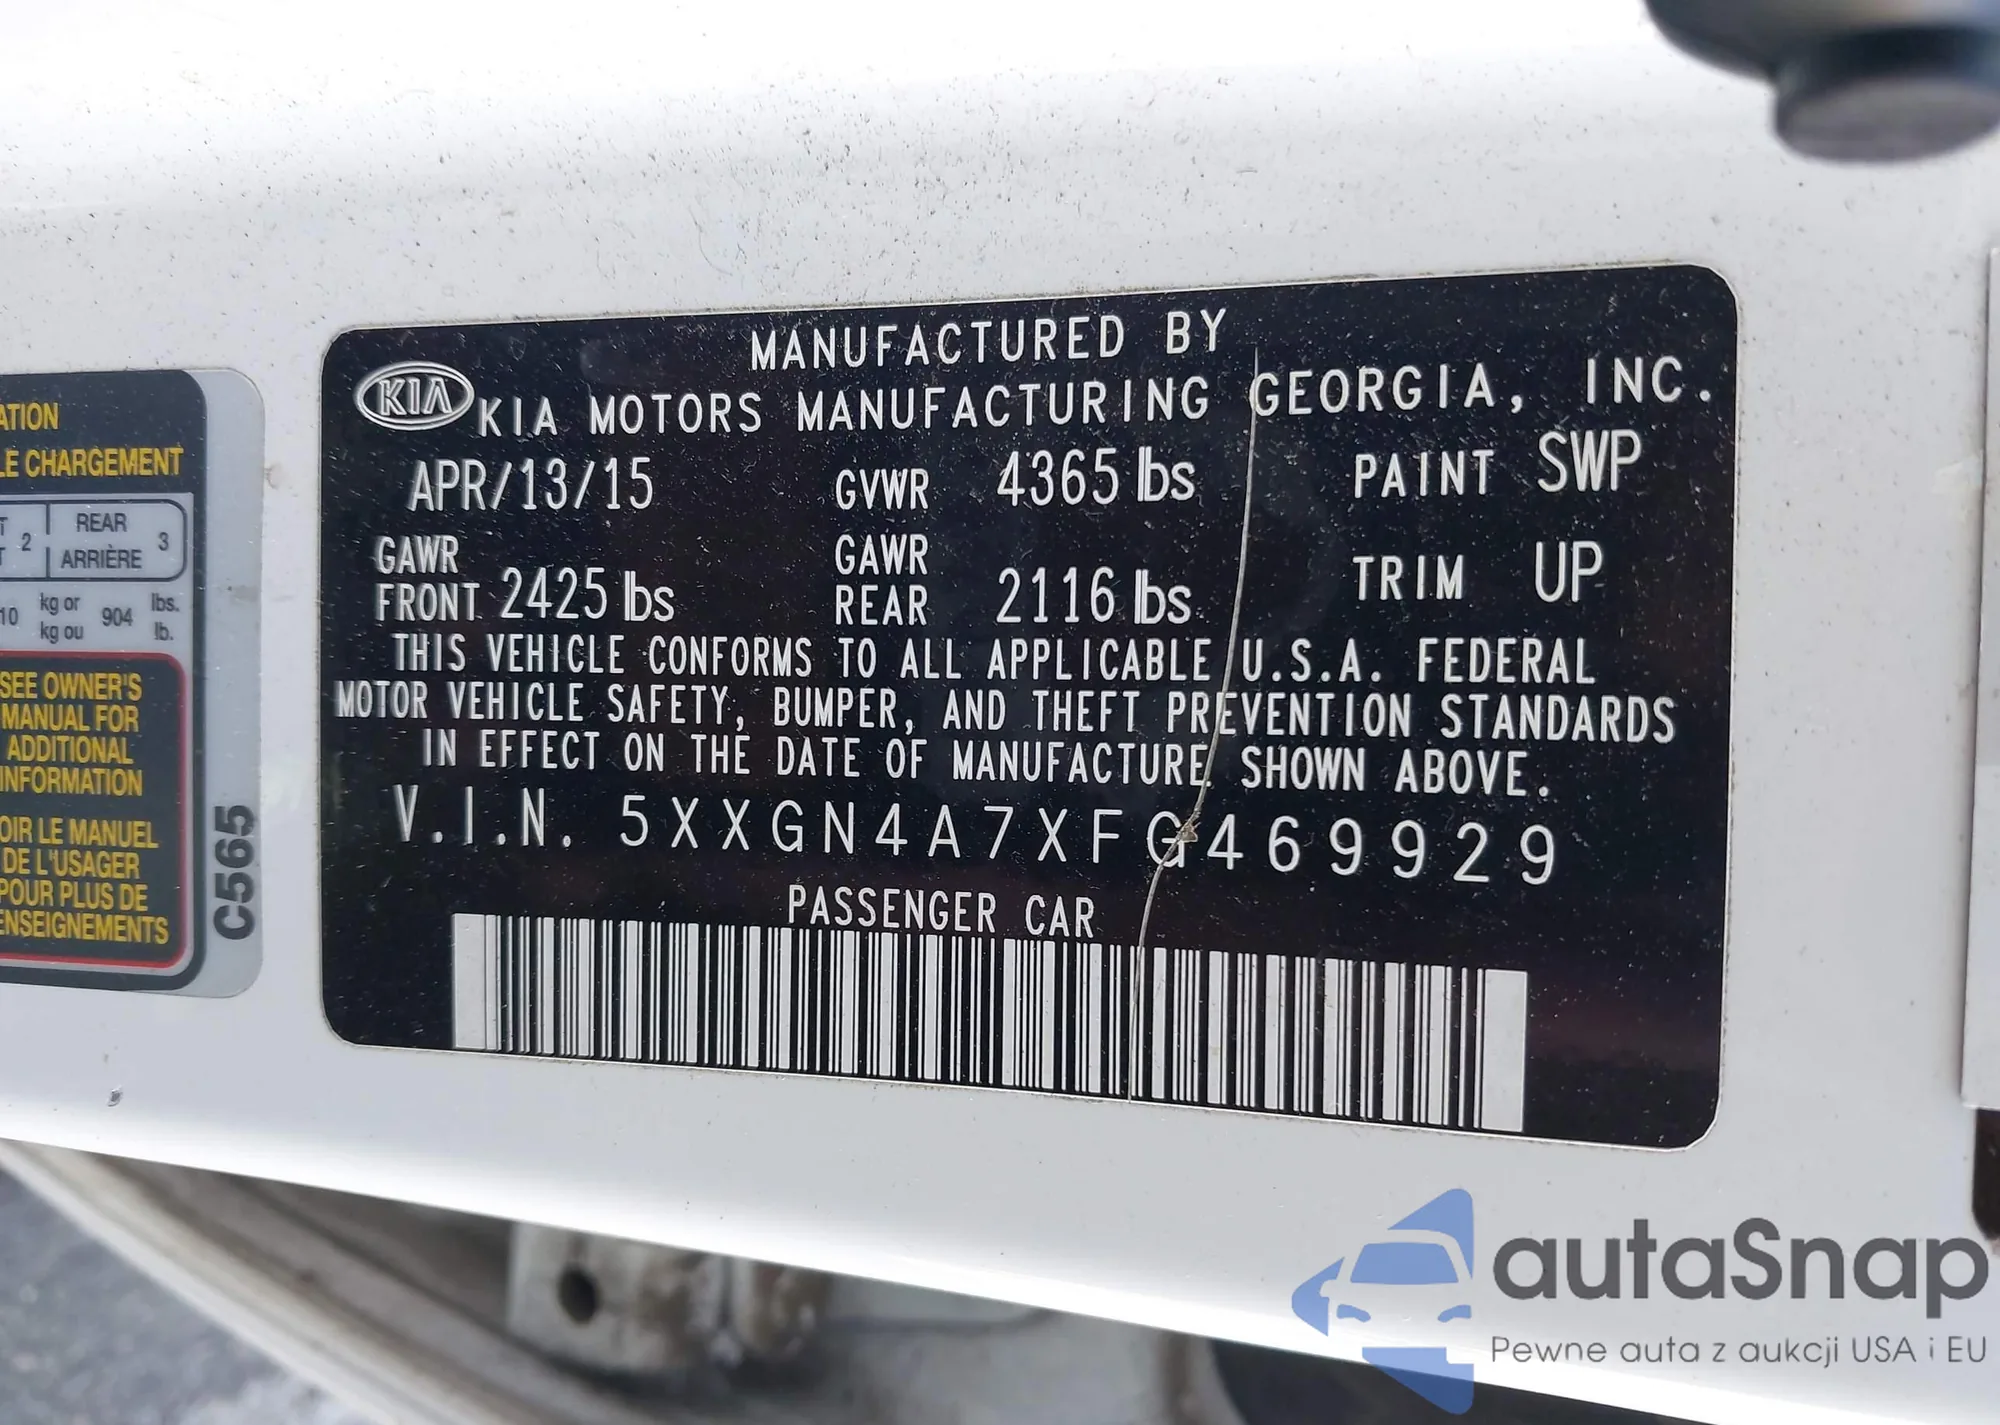 MANUFACTURED BY
KIA KIA MOTORS MANUFACTURING GEORGIA, INC.
APR/13/15 GVWR 4365 lbs PAINT SWP
GAWR FRONT 2425 lbs GAWR REAR 2116 lbs TRIM UP
THIS VEHICLE CONFORMS TO ALL APPLICABLE U.S.A. FEDERAL
MOTOR VEHICLE SAFETY, BUMPER, AND THEFT PREVENTION STANDARDS
IN EFFECT ON THE DATE OF MANUFACTURE SHOWN ABOVE.
V.I.N. 5XXGN4A7XFG469929
PASSENGER CAR
ATION
LE CHARGEMENT
2 REAR 3
ARRIÈRE
10 kg or 904 lbs.
kg ou lb.
SEE OWNER'S
MANUAL FOR
ADDITIONAL
INFORMATION
OIR LE MANUEL
DE L'USAGER
POUR PLUS DE
ENSEIGNEMENTS
C565
autaSnap
Pewne auta z aukcji USA i EU